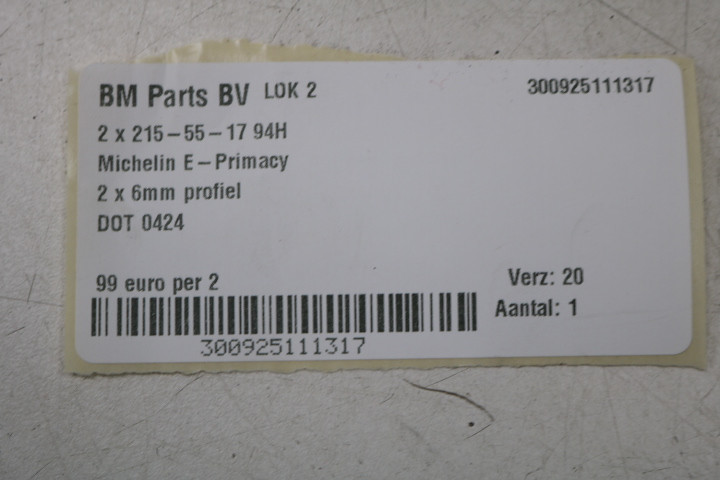 BM Parts BV LOK 2 300925111317
2 x 215-55-17 94H
Michelin E-Primacy
2 x 6mm profiel
DOT 0424
99 euro per 2 Verz: 20
Aantal: 1
300925111317